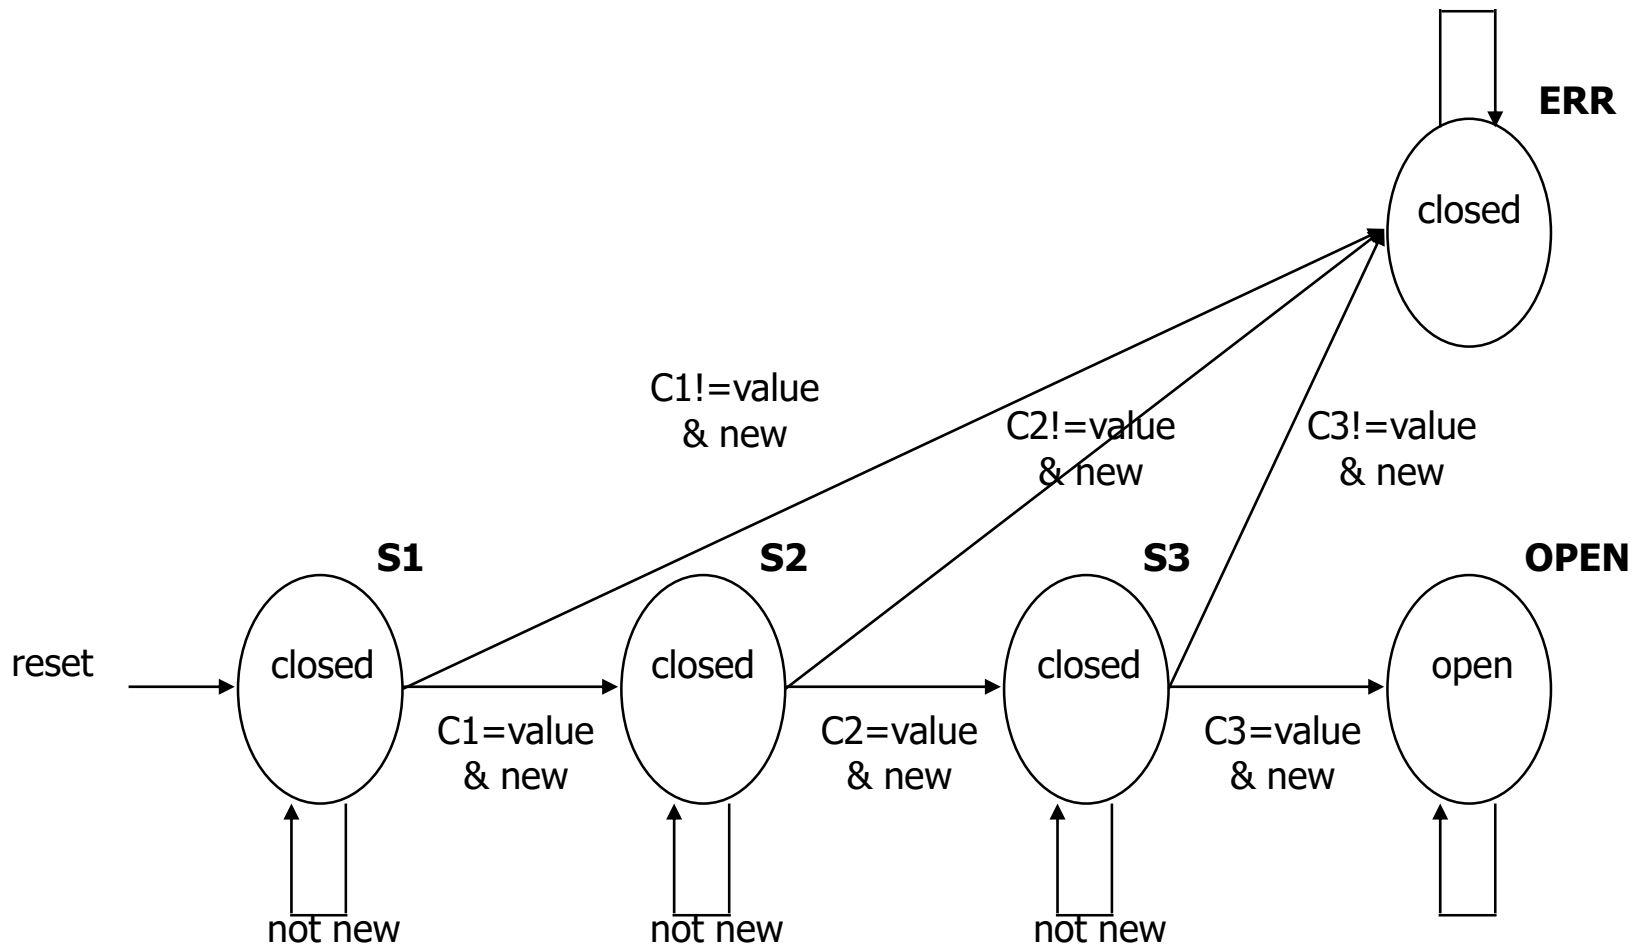 ERR
closed
C1!=value
& new
C2!=value
& new
C3!=value
& new
S1
S2
S3
OPEN
reset
closed
closed
closed
open
C1=value
& new
C2=value
& new
C3=value
& new
not new
not new
not new